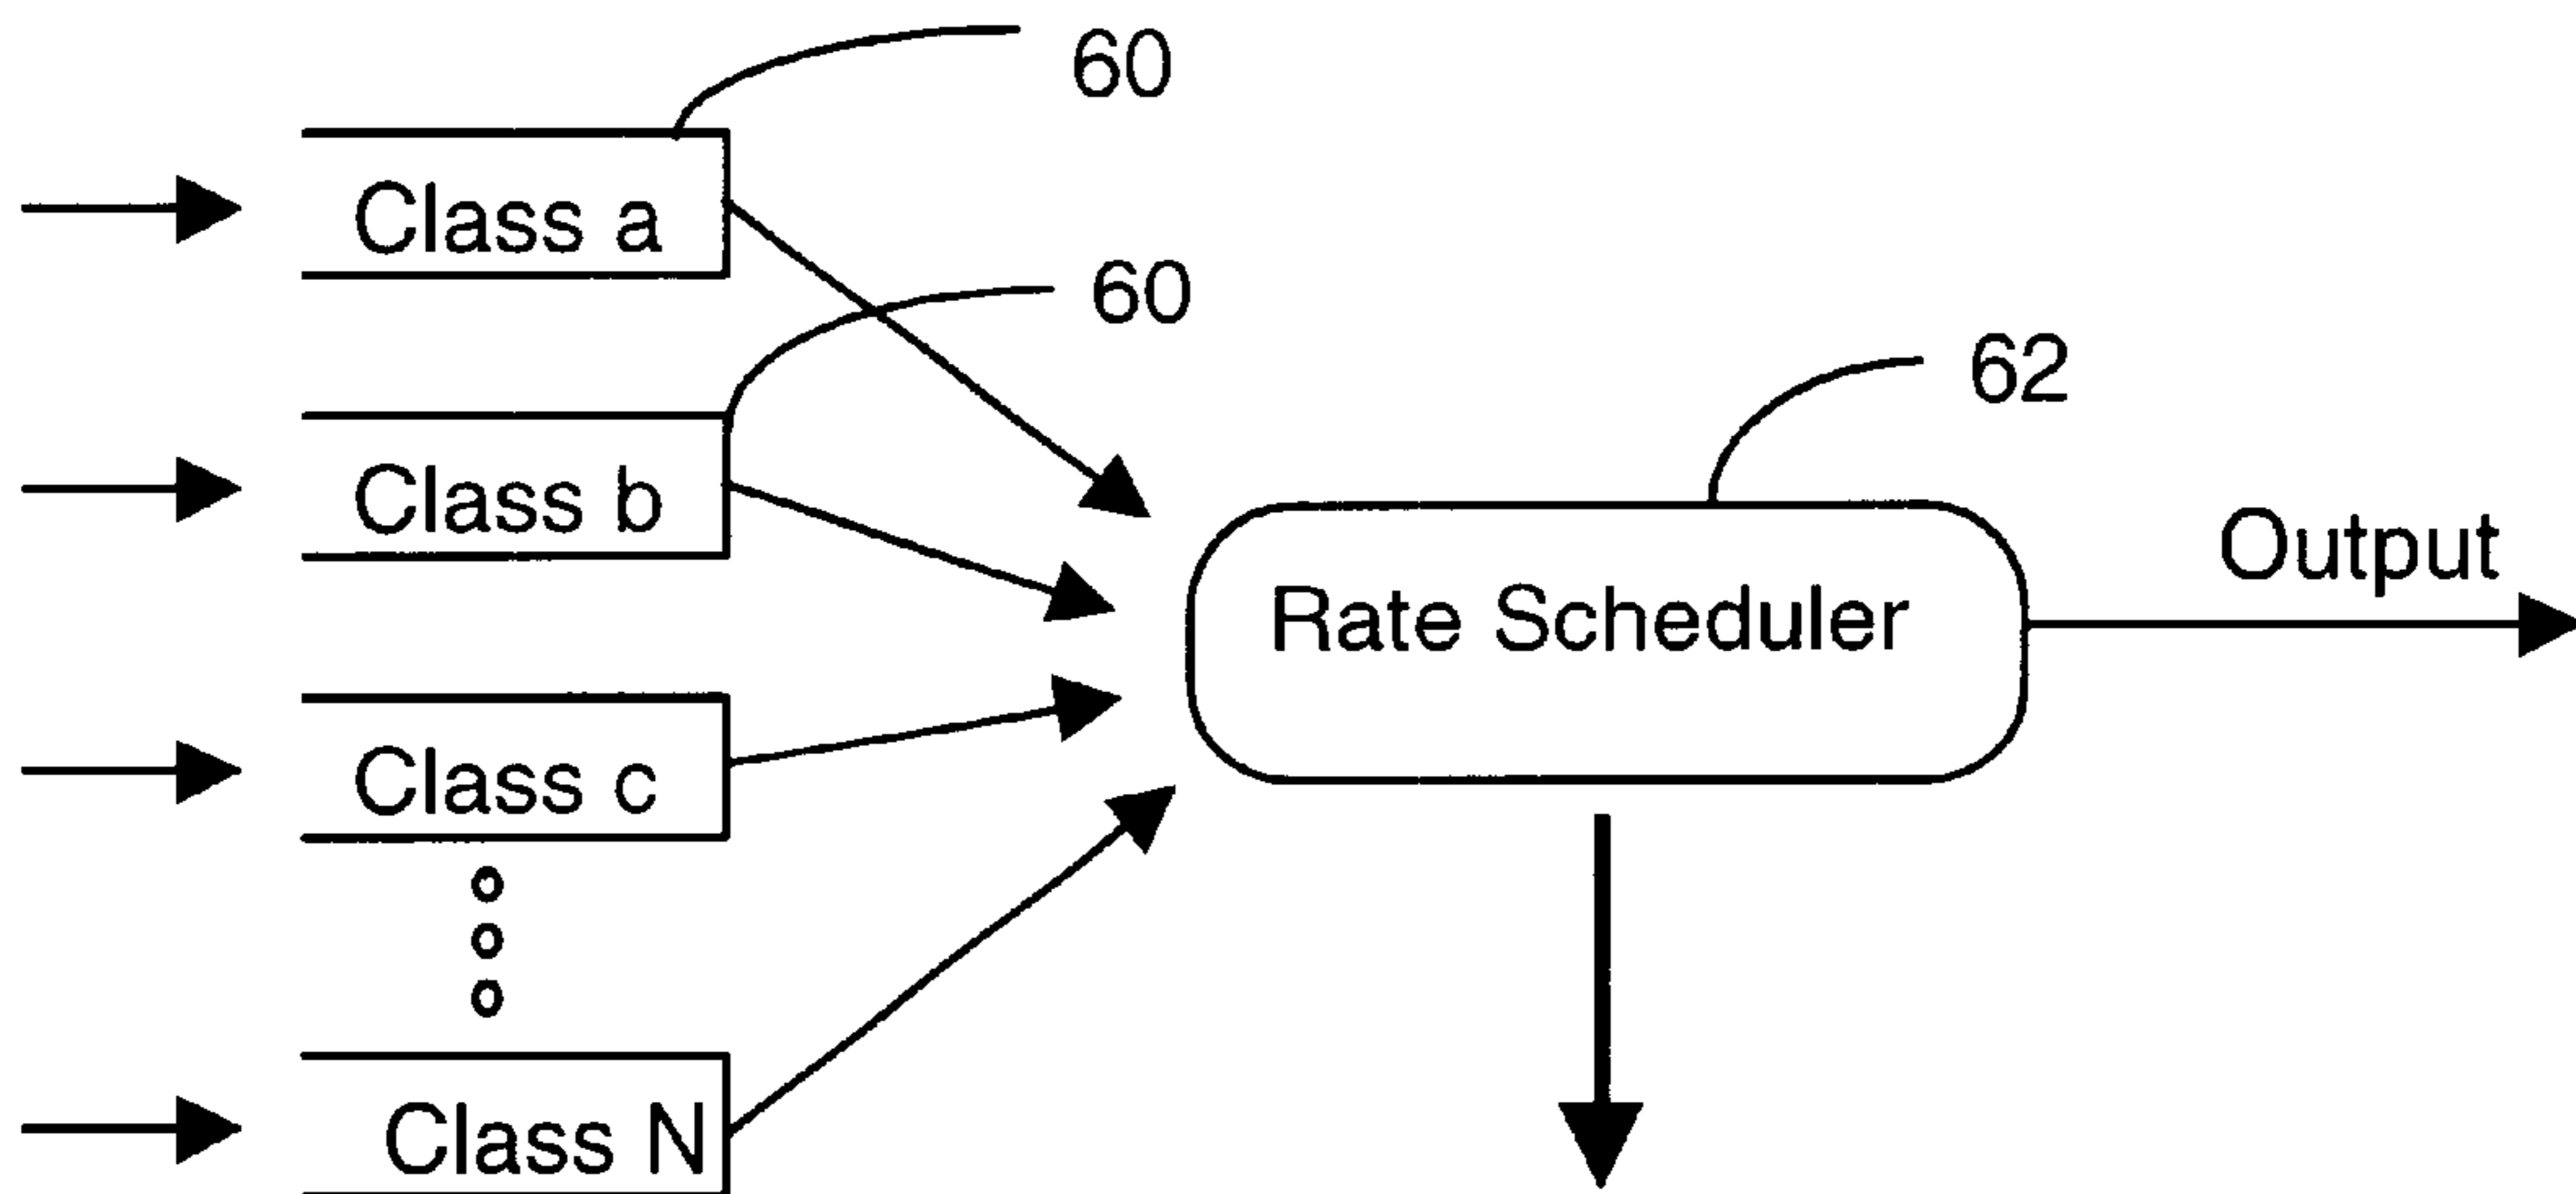 60
Class a
60
Class b
62
Output
Rate Scheduler
Class c
Class N